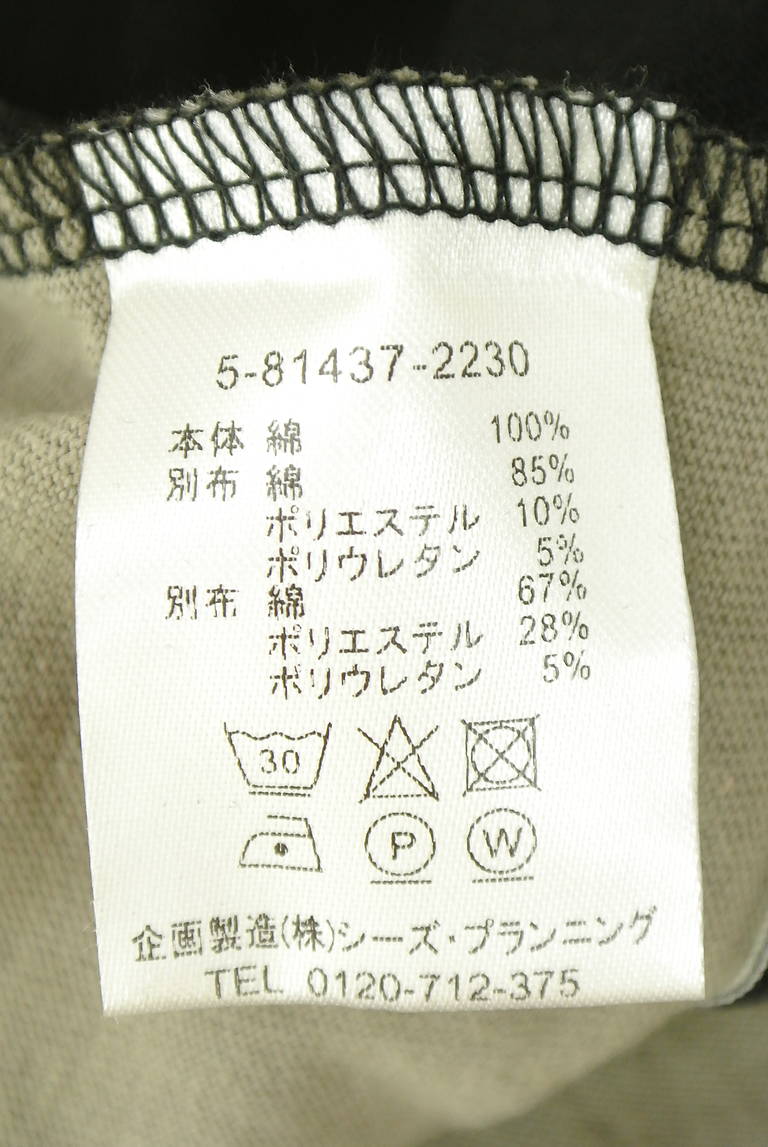 5-81437-2230
本体 綿 100%
別布 綿 85%
ポリエステル 10%
ポリウレタン 5%
別布 綿 67%
ポリエステル 28%
ポリウレタン 5%
30
P W
企画製造(株)シーズ・プランニング
TEL 0120-712-375